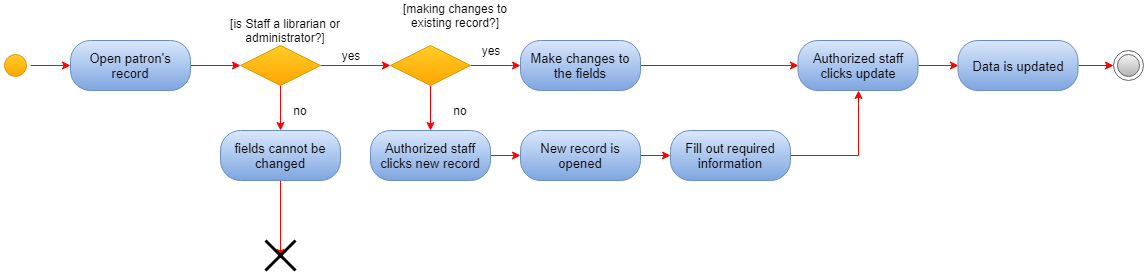 [is Staff a librarian or
administrator?]
[making changes to
existing record?]
Open patron's
record
yes
yes
Make changes to
the fields
Authorized staff
clicks update
Data is updated
no
no
fields cannot be
changed
Authorized staff
clicks new record
New record is
opened
Fill out required
information